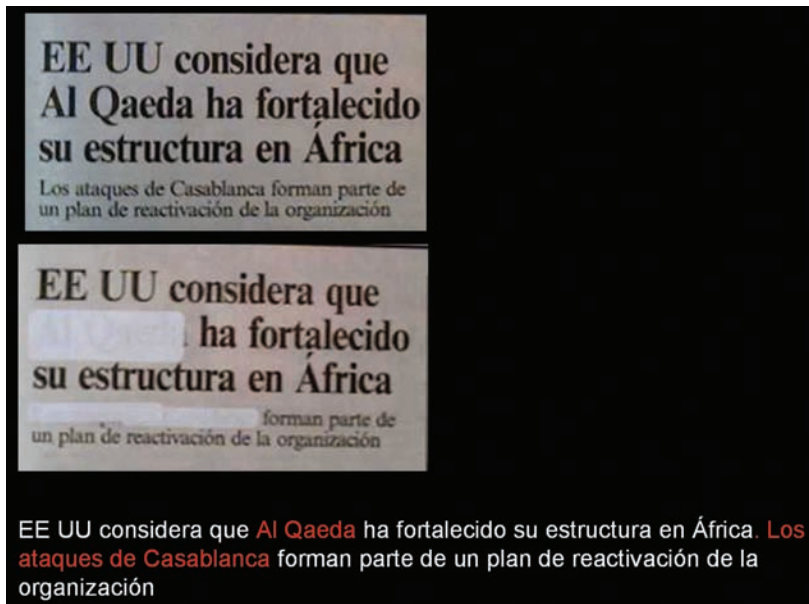 EE UU considera que
Al Qaeda ha fortalecido
su estructura en África
Los ataques de Casablanca forman parte de
un plan de reactivación de la organización
EE UU considera que
Al Qaeda ha fortalecido
su estructura en África
forman parte de
un plan de reactivación de la organización
EE UU considera que Al Qaeda ha fortalecido su estructura en África. Los
ataques de Casablanca forman parte de un plan de reactivación de la
organización